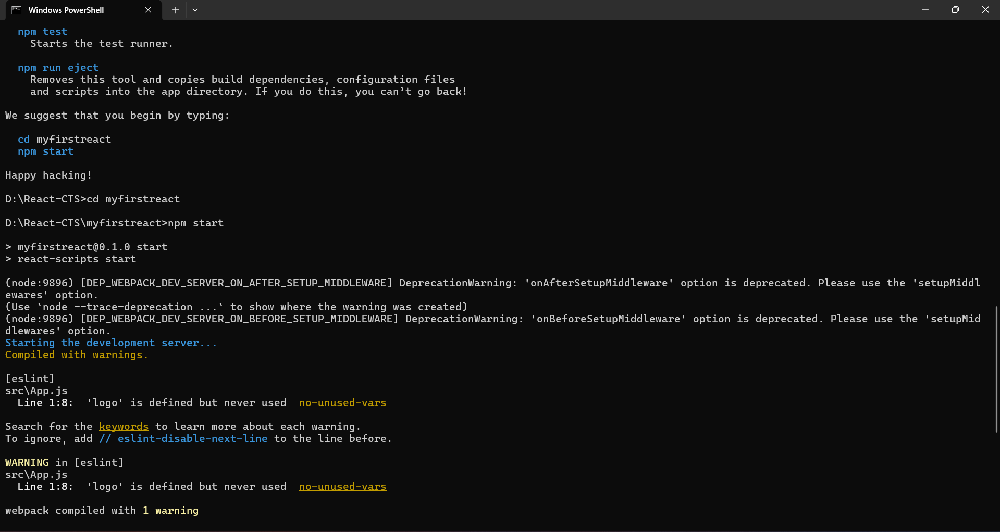 Windows PowerShell
npm test
Starts the test runner.
npm run eject
Removes this tool and copies build dependencies, configuration files
and scripts into the app directory. If you do this, you can’t go back!
We suggest that you begin by typing:
cd myfirstreact
npm start
Happy hacking!
D:\React-CTS>cd myfirstreact
D:\React-CTS\myfirstreact>npm start
> myfirstreact@0.1.0 start
> react-scripts start
(node:9896) [DEP_WEBPACK_DEV_SERVER_ON_AFTER_SETUP_MIDDLEWARE] DeprecationWarning: 'onAfterSetupMiddleware' option is deprecated. Please use the 'setupMiddl
ewares' option.
(Use `node --trace-deprecation ...` to show where the warning was created)
(node:9896) [DEP_WEBPACK_DEV_SERVER_ON_BEFORE_SETUP_MIDDLEWARE] DeprecationWarning: 'onBeforeSetupMiddleware' option is deprecated. Please use the 'setupMid
dlewares' option.
Starting the development server...
Compiled with warnings.
[eslint]
src\App.js
Line 1:8:  'logo' is defined but never used  no-unused-vars
Search for the keywords to learn more about each warning.
To ignore, add // eslint-disable-next-line to the line before.
WARNING in [eslint]
src\App.js
Line 1:8:  'logo' is defined but never used  no-unused-vars
webpack compiled with 1 warning